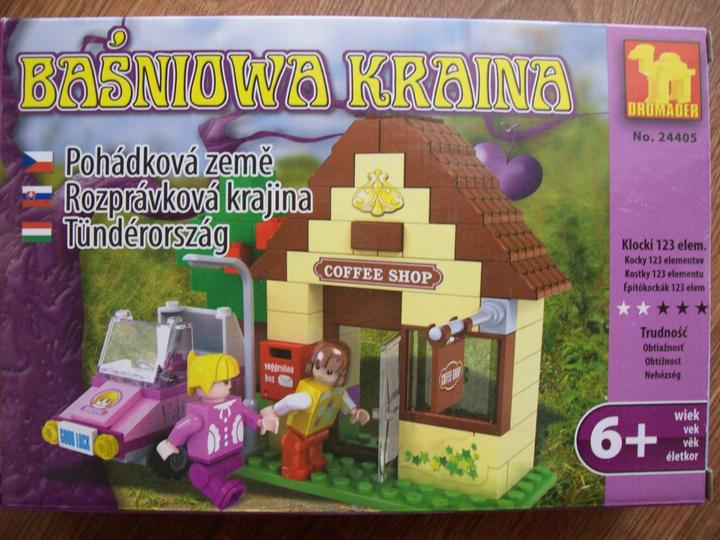 BAŚNIOWA KRAINA
Pohádková země
Rozprávková krajina
Tündérország
DROMADER
No. 24405
Klocki 123 elem.
Kocky 123 elementov
Kostky 123 elementu
Építőkockák 123 elem
Trudność
Obtiažnosť
Obtížnost
Nehézség
6+
wiek
vek
věk
életkor
COFFEE SHOP
suggestion
box
COFFEE SHOP
GOOD LUCK